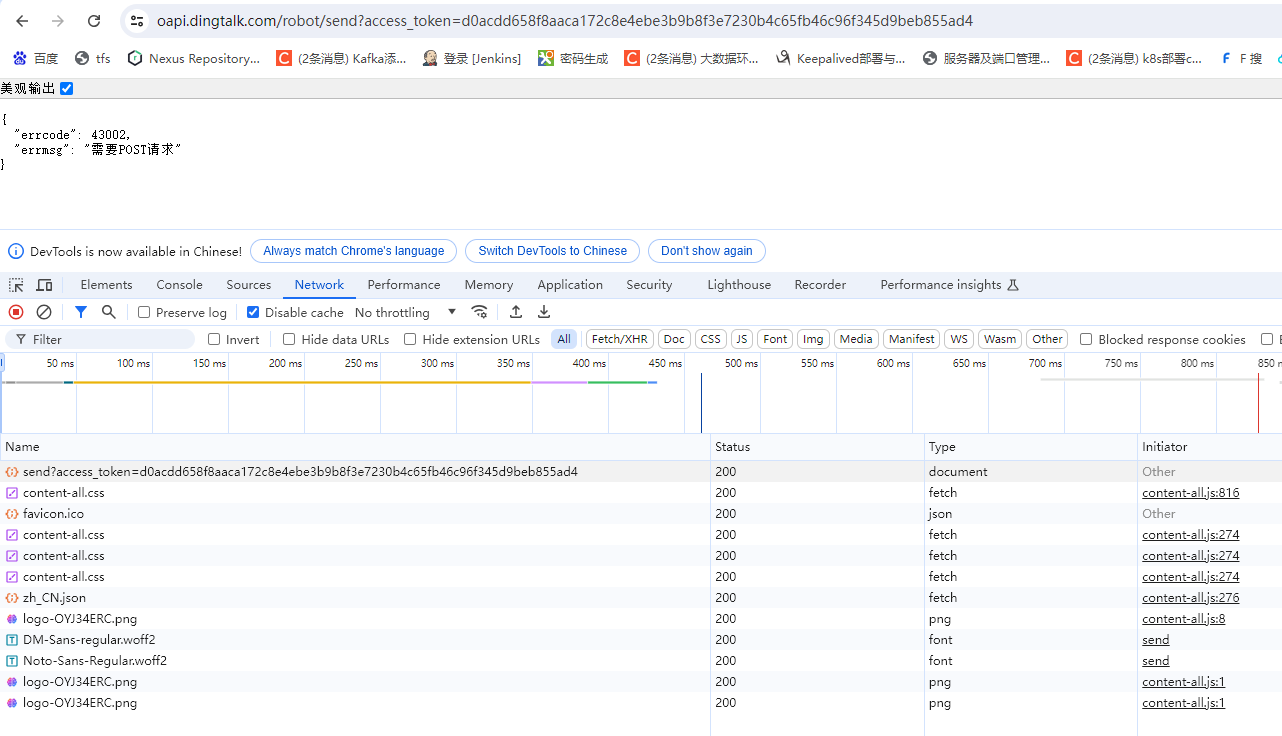 oapi.dingtalk.com/robot/send?access_token=d0acdd658f8aaca172c8e4ebe3b9b8f3e7230b4c65fb46c96f345d9beb855ad4
百度 tfs Nexus Repository... (2条消息) Kafka添... 登录 [Jenkins] 密码生成 (2条消息) 大数据环... Keepalived部署与... 服务器及端口管理... (2条消息) k8s部署c... F 搜
美观输出
{
"errcode": 43002,
"errmsg": "需要POST请求"
}
DevTools is now available in Chinese! Always match Chrome's language Switch DevTools to Chinese Don't show again
Elements Console Sources Network Performance Memory Application Security Lighthouse Recorder Performance insights
Preserve log Disable cache No throttling
Filter Invert Hide data URLs Hide extension URLs All Fetch/XHR Doc CSS JS Font Img Media Manifest WS Wasm Other Blocked response cookies
50 ms 100 ms 150 ms 200 ms 250 ms 300 ms 350 ms 400 ms 450 ms 500 ms 550 ms 600 ms 650 ms 700 ms 750 ms 800 ms 850
Name Status Type Initiator
send?access_token=d0acdd658f8aaca172c8e4ebe3b9b8f3e7230b4c65fb46c96f345d9beb855ad4 200 document Other
content-all.css 200 fetch content-all.js:816
favicon.ico 200 json Other
content-all.css 200 fetch content-all.js:274
content-all.css 200 fetch content-all.js:274
content-all.css 200 fetch content-all.js:274
zh_CN.json 200 fetch content-all.js:276
logo-OYJ34ERC.png 200 png content-all.js:8
DM-Sans-regular.woff2 200 font send
Noto-Sans-Regular.woff2 200 font send
logo-OYJ34ERC.png 200 png content-all.js:1
logo-OYJ34ERC.png 200 png content-all.js:1